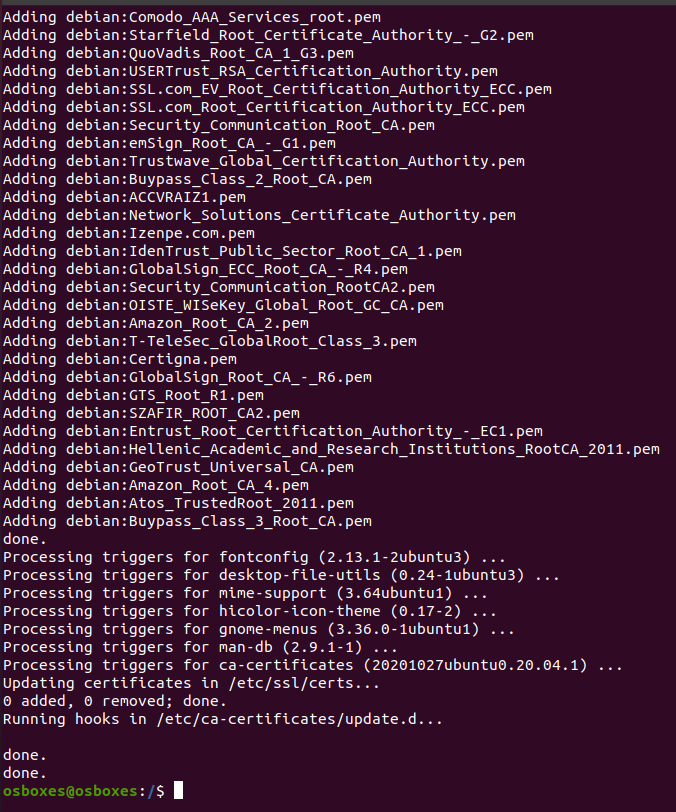 Adding debian:Comodo_AAA_Services_root.pem
Adding debian:Starfield_Root_Certificate_Authority_-_G2.pem
Adding debian:QuoVadis_Root_CA_1_G3.pem
Adding debian:USERTrust_RSA_Certification_Authority.pem
Adding debian:SSL.com_EV_Root_Certification_Authority_ECC.pem
Adding debian:SSL.com_Root_Certification_Authority_ECC.pem
Adding debian:Security_Communication_Root_CA.pem
Adding debian:emSign_Root_CA_-_G1.pem
Adding debian:Trustwave_Global_Certification_Authority.pem
Adding debian:Buypass_Class_2_Root_CA.pem
Adding debian:ACCVRAIZ1.pem
Adding debian:Network_Solutions_Certificate_Authority.pem
Adding debian:Izenpe.com.pem
Adding debian:IdenTrust_Public_Sector_Root_CA_1.pem
Adding debian:GlobalSign_ECC_Root_CA_-_R4.pem
Adding debian:Security_Communication_RootCA2.pem
Adding debian:OISTE_WISeKey_Global_Root_GC_CA.pem
Adding debian:Amazon_Root_CA_2.pem
Adding debian:T-TeleSec_GlobalRoot_Class_3.pem
Adding debian:Certigna.pem
Adding debian:GlobalSign_Root_CA_-_R6.pem
Adding debian:GTS_Root_R1.pem
Adding debian:SZAFIR_ROOT_CA2.pem
Adding debian:Entrust_Root_Certification_Authority_-_EC1.pem
Adding debian:Hellenic_Academic_and_Research_Institutions_RootCA_2011.pem
Adding debian:GeoTrust_Universal_CA.pem
Adding debian:Amazon_Root_CA_4.pem
Adding debian:Atos_TrustedRoot_2011.pem
Adding debian:Buypass_Class_3_Root_CA.pem
done.
Processing triggers for fontconfig (2.13.1-2ubuntu3) ...
Processing triggers for desktop-file-utils (0.24-1ubuntu3) ...
Processing triggers for mime-support (3.64ubuntu1) ...
Processing triggers for hicolor-icon-theme (0.17-2) ...
Processing triggers for gnome-menus (3.36.0-1ubuntu1) ...
Processing triggers for man-db (2.9.1-1) ...
Processing triggers for ca-certificates (20201027ubuntu0.20.04.1) ...
Updating certificates in /etc/ssl/certs...
0 added, 0 removed; done.
Running hooks in /etc/ca-certificates/update.d...
done.
done.
osboxes@osboxes:/$